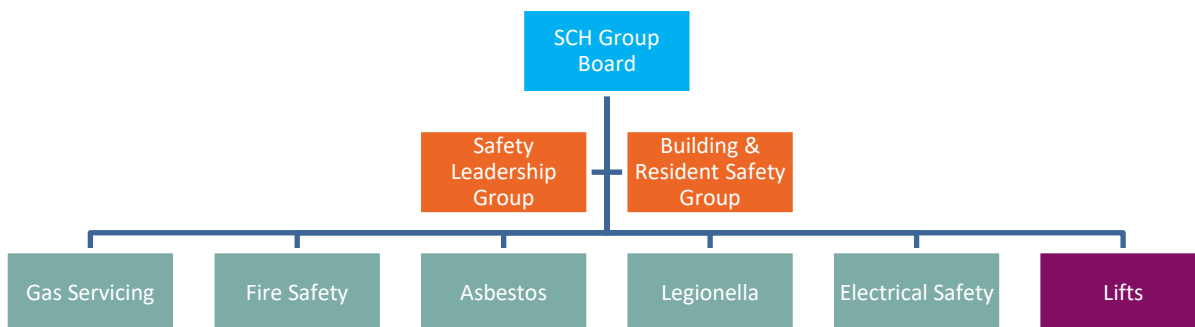 SCH Group
Board
Safety
Leadership
Group
Building &
Resident Safety
Group
Gas Servicing
Fire Safety
Asbestos
Legionella
Electrical Safety
Lifts